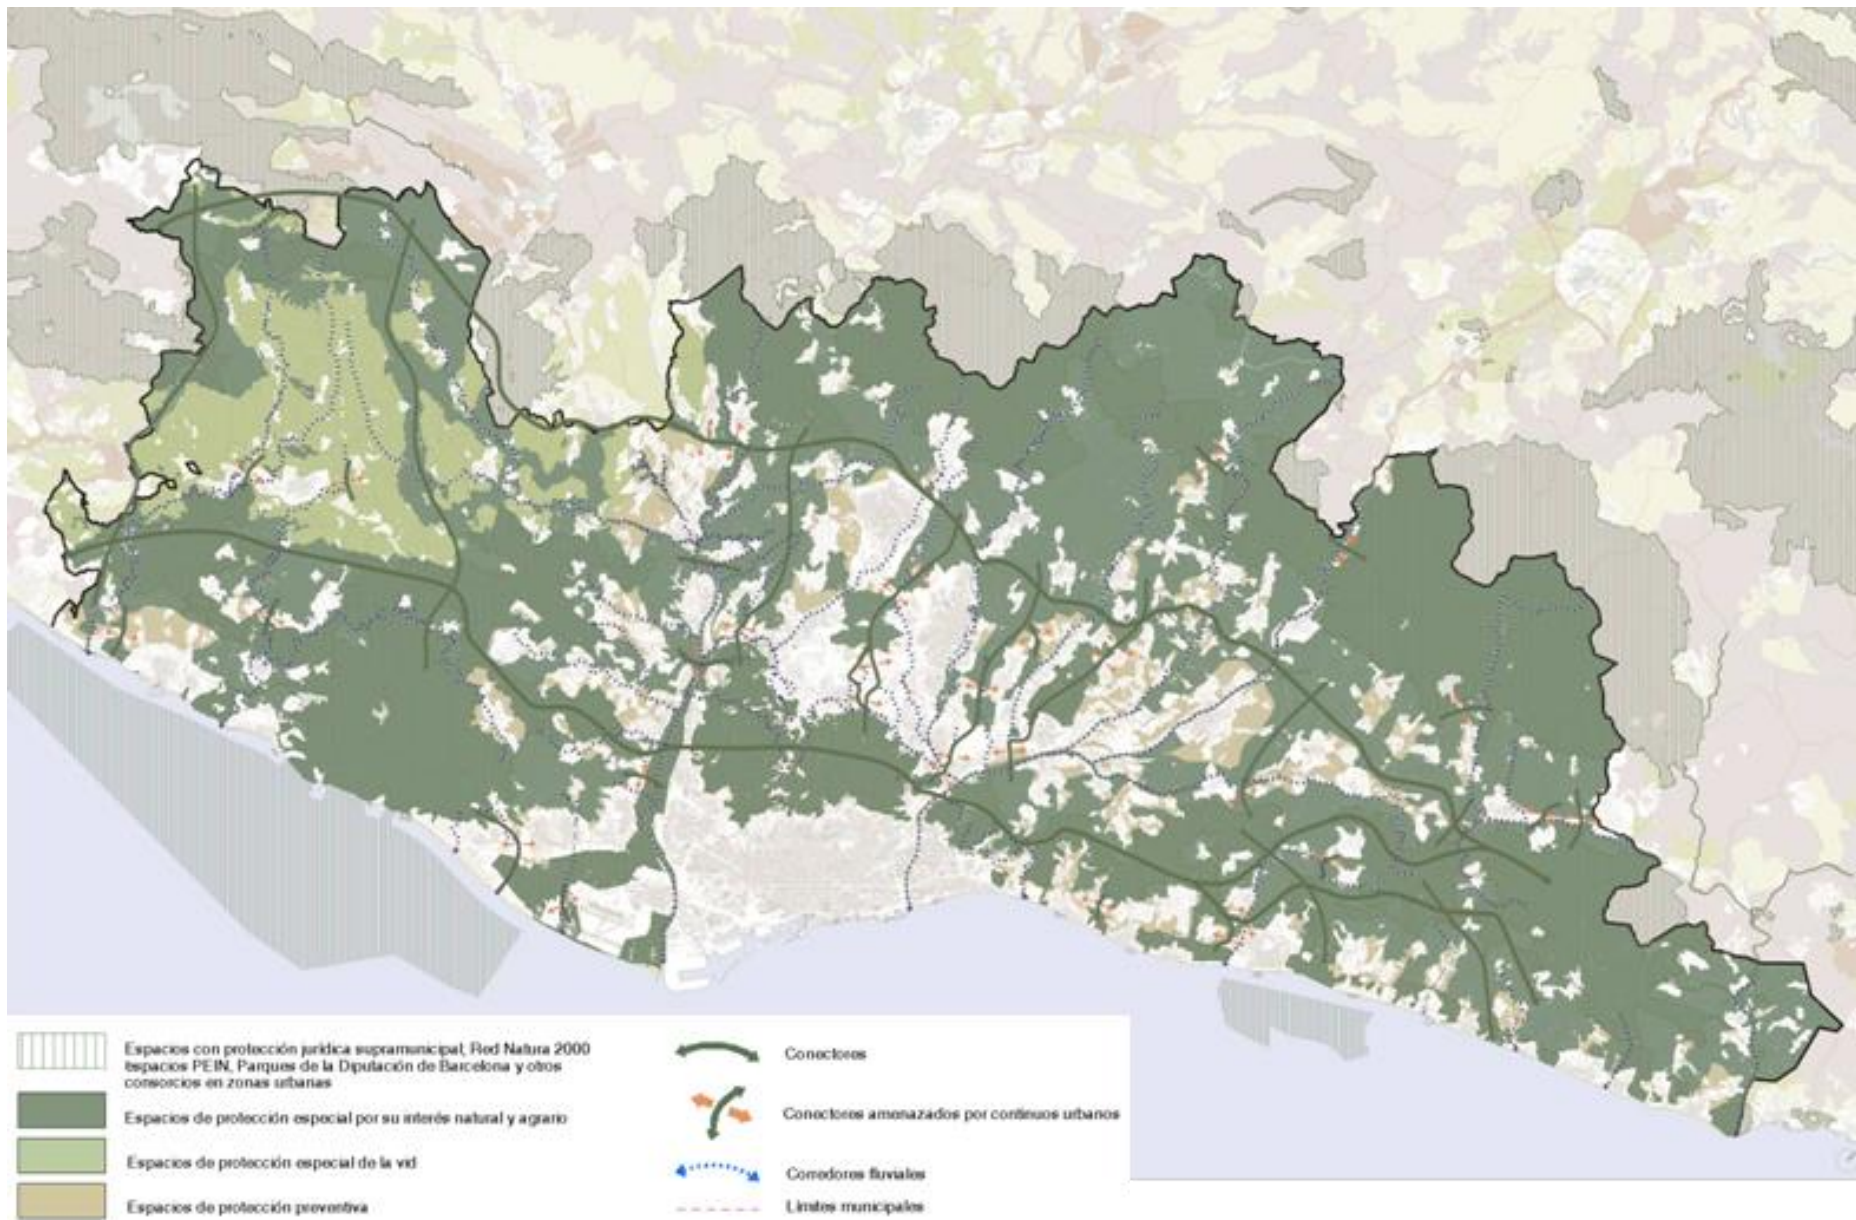 Espacios con protección jurídica supramunicipal; Red Natura 2000
espacios PEIN, Parques de la Diputación de Barcelona y otros
consorcios en zonas urbanas
Espacios de protección especial por su interés natural y agrario
Espacios de protección especial de la vid
Espacios de protección preventiva
Conectores
Conectores amenazados por continuos urbanos
Corredores fluviales
Límites municipales